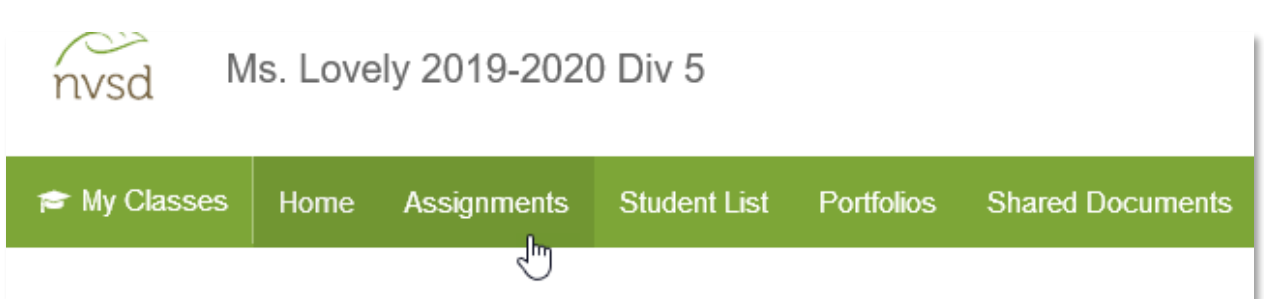 nvsd
Ms. Lovely 2019-2020 Div 5
My Classes Home Assignments Student List Portfolios Shared Documents